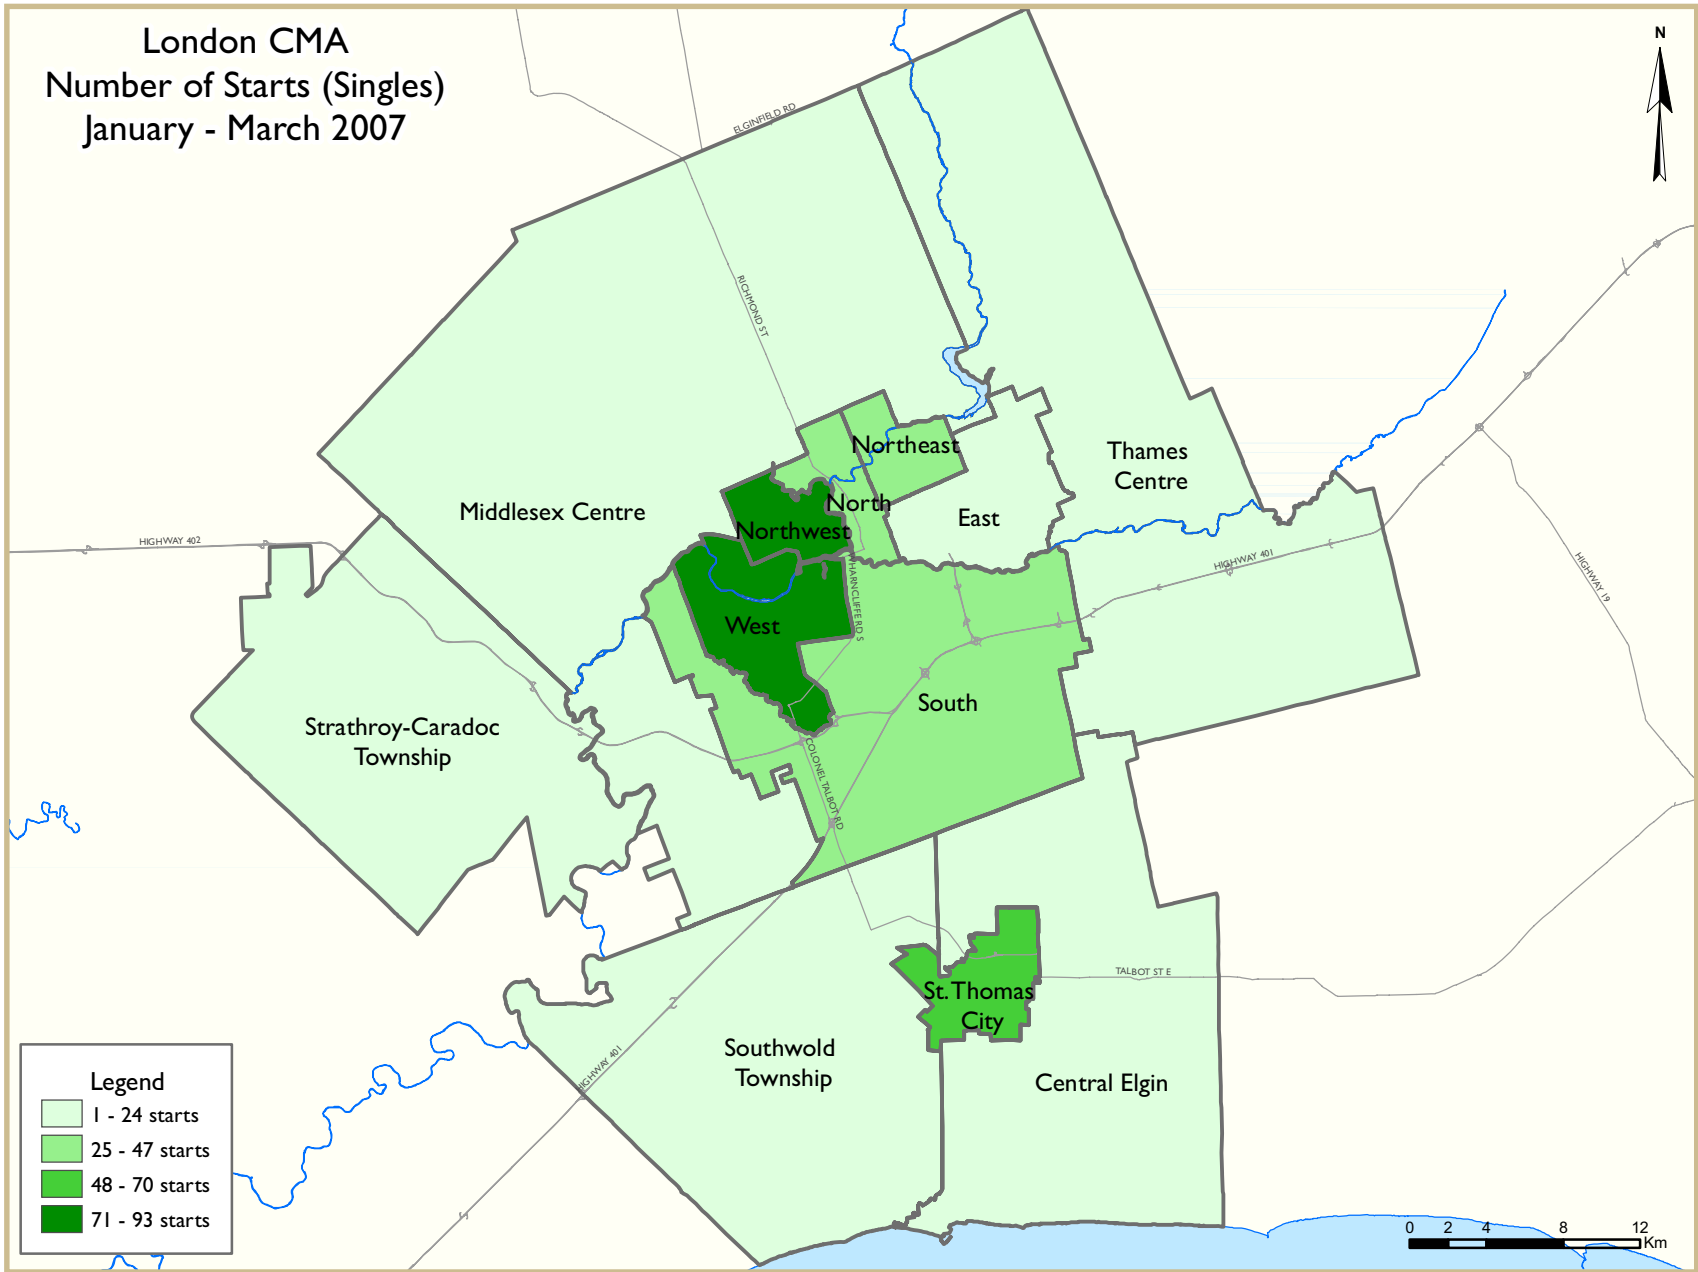 London CMA
Number of Starts (Singles)
January - March 2007
N
ELGINFIELD RD
RICHMOND ST
Northeast
Thames
Centre
North
Middlesex Centre
East
Northwest
HIGHWAY 402
HIGHWAY 401
HIGHWAY 19
WHARNCLIFFE RD S
West
South
Strathroy-Caradoc
Township
COLONEL TALBOT RD
TALBOT ST E
St. Thomas
City
Southwold
Township
HIGHWAY 401
Central Elgin
Legend
1 - 24 starts
25 - 47 starts
48 - 70 starts
71 - 93 starts
0 2 4 8 12
Km